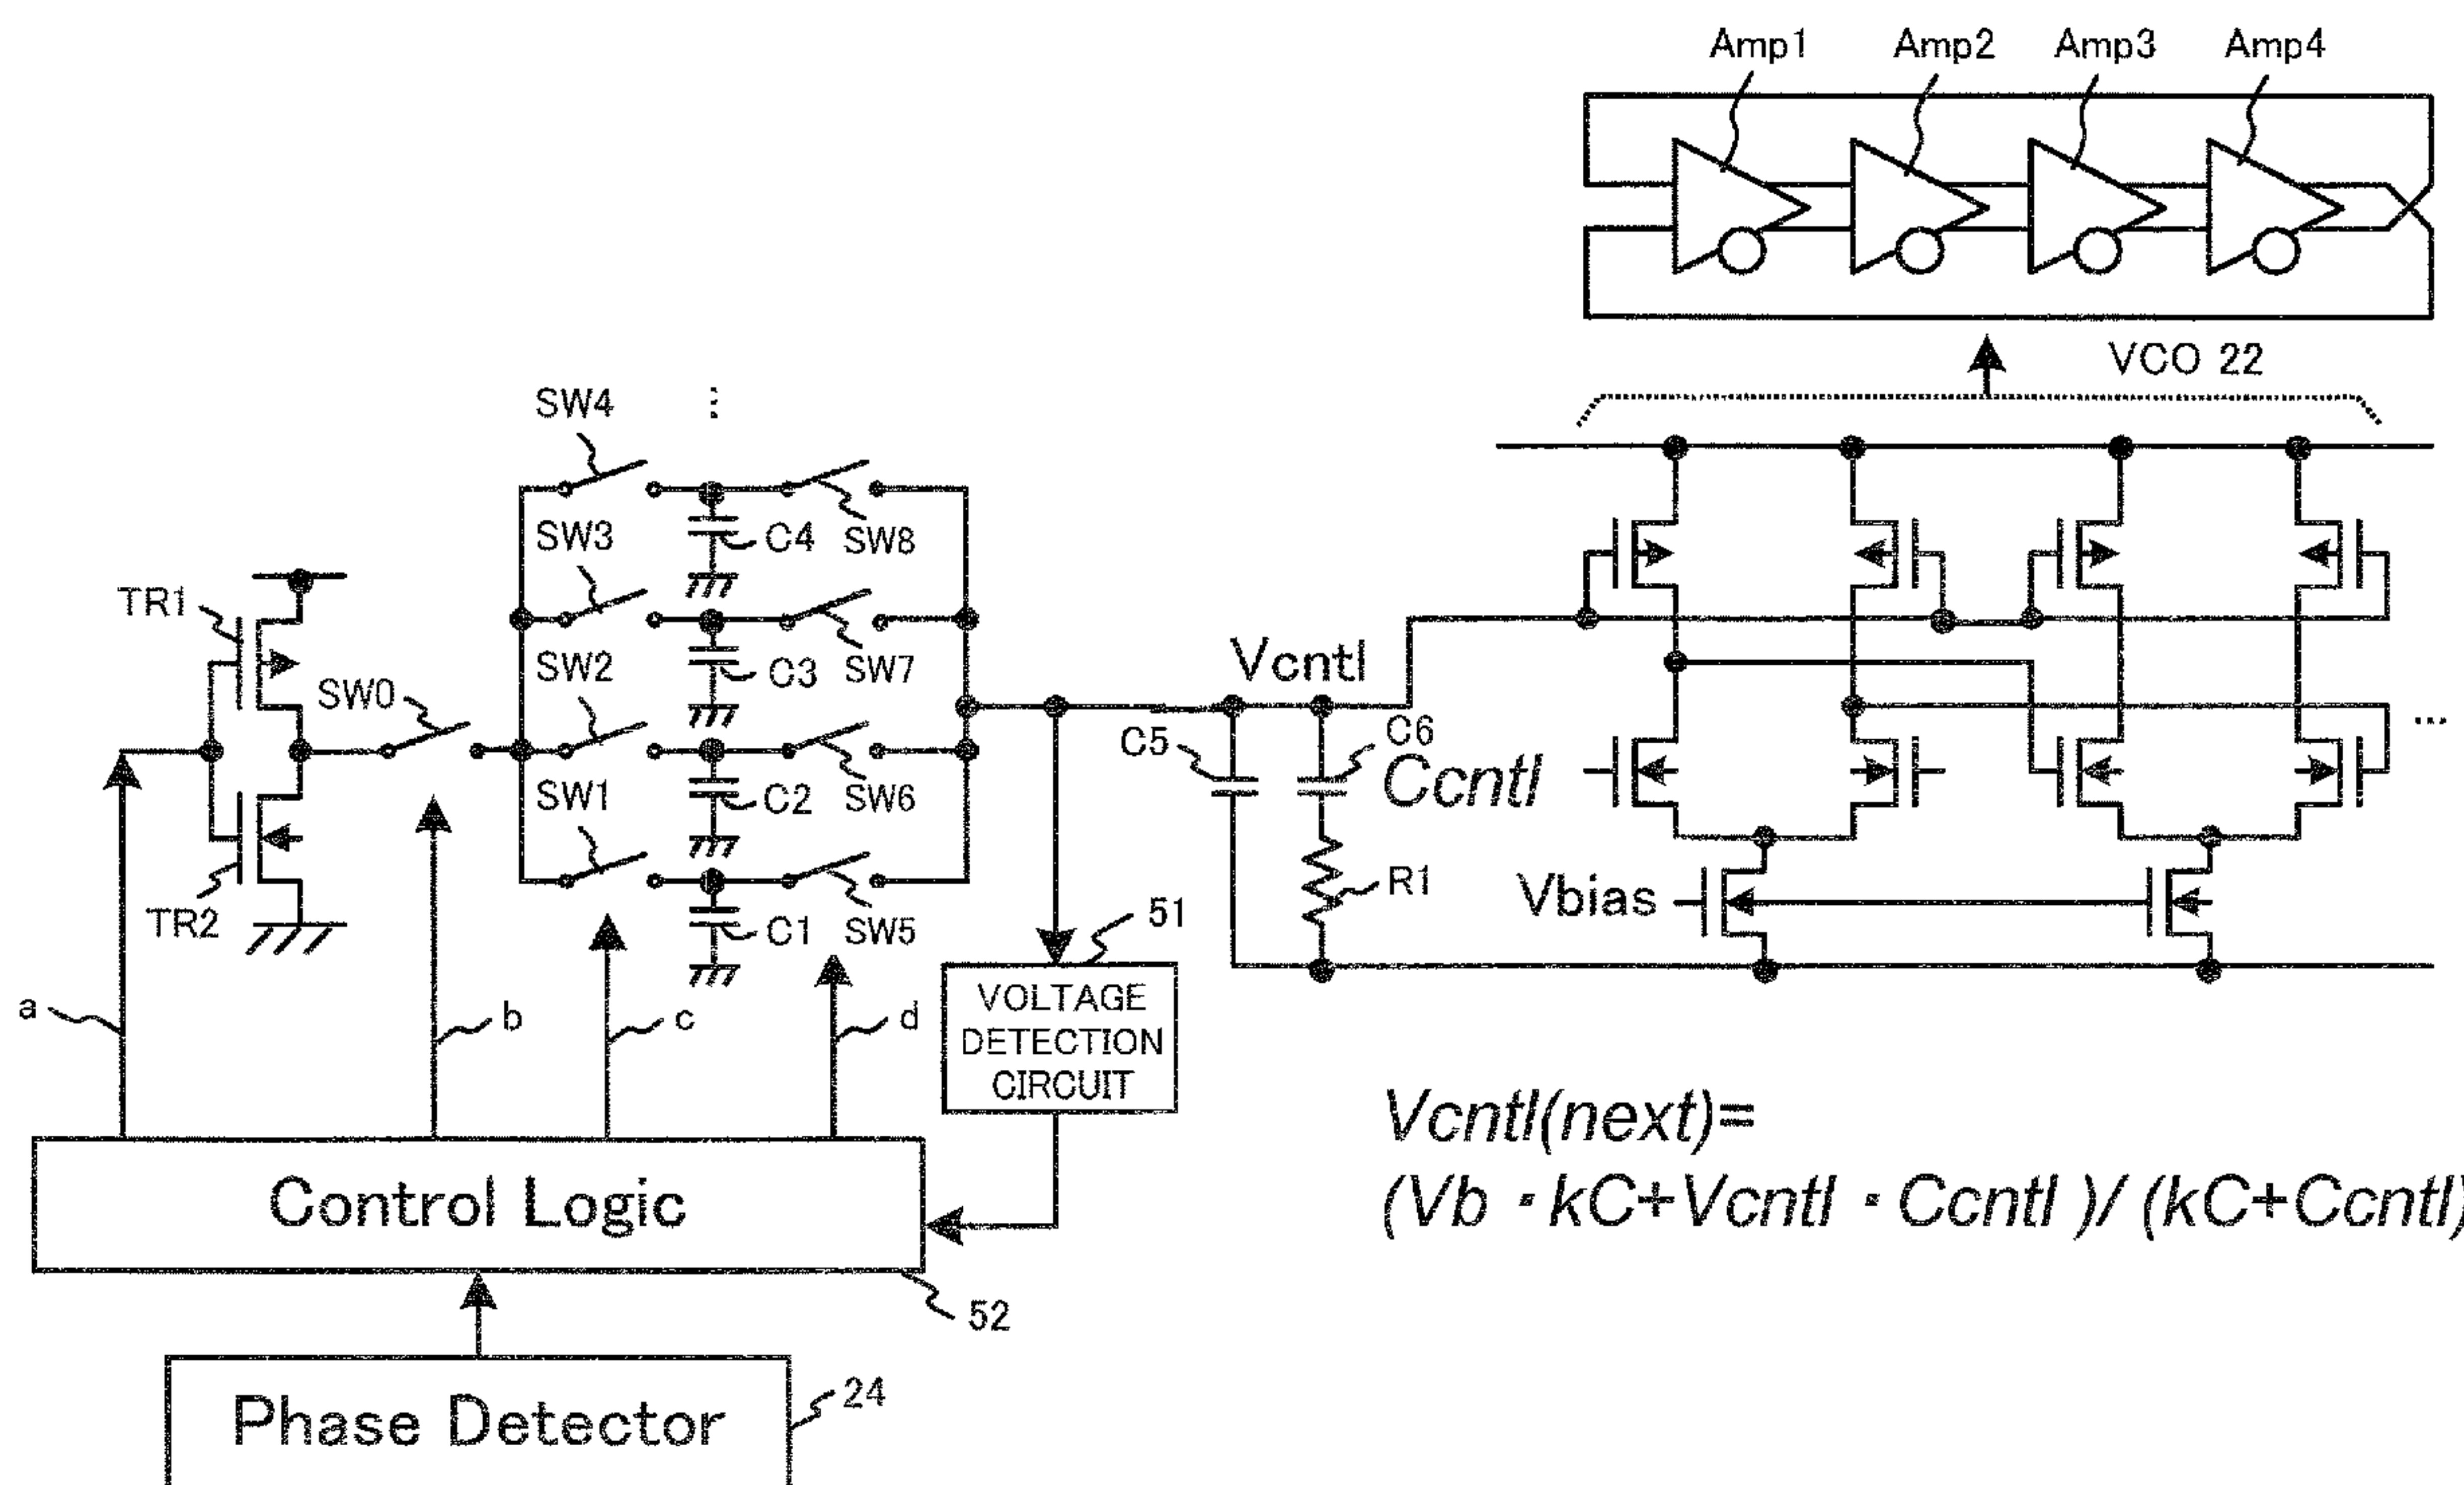 Amp1 Amp2 Amp3 Amp4
VCO 22
SW4
⋮
SW3
C4
SW8
TR1
SW2
C3
SW7
SW0
Vcntl
SW1
C2
SW6
C5
C6
Ccntl
...
TR2
C1
SW5
51
R1
Vbias
a
b
c
d
VOLTAGE
DETECTION
CIRCUIT
Vcntl(next)=
Control Logic
(Vb・kC+Vcntl・Ccntl)/(kC+Ccntl)
52
24
Phase Detector